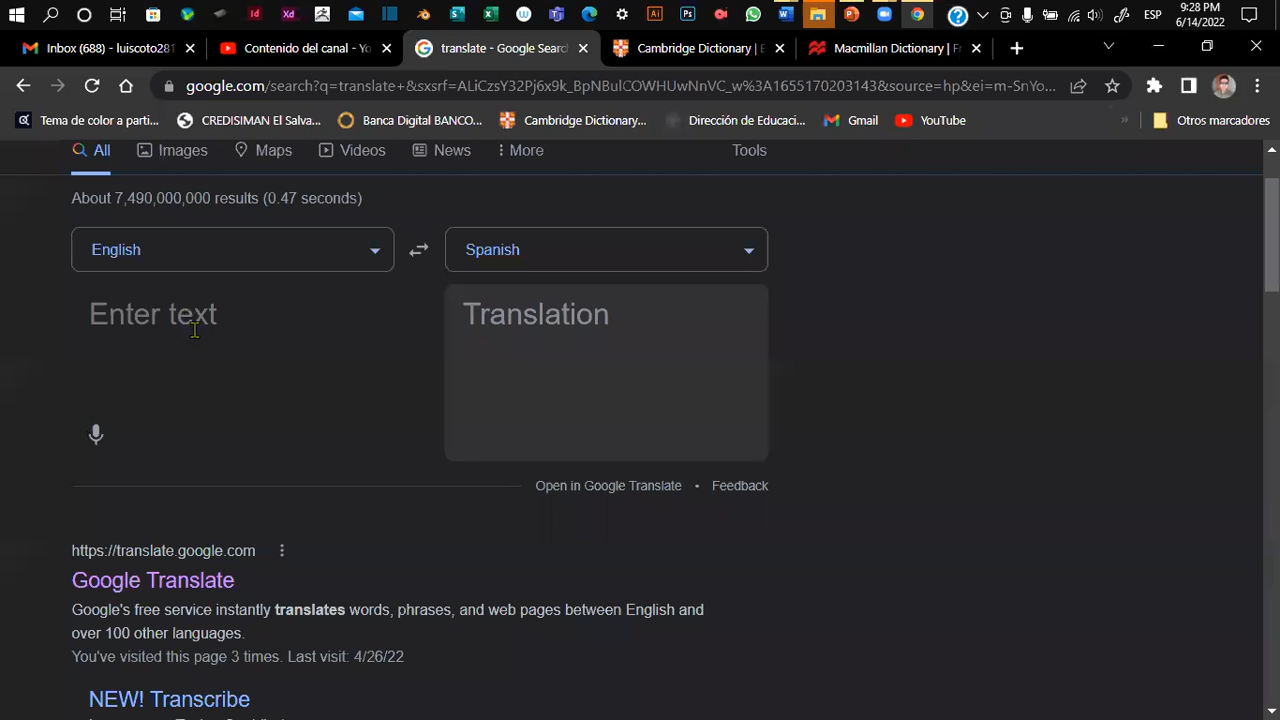 9:28 PM
ESP
6/14/2022
Inbox (688) - luiscoto281
Contenido del canal - Yo
translate - Google Search
Cambridge Dictionary | E
Macmillan Dictionary | Fr
google.com/search?q=translate+&sxsrf=ALiCzsY32Pj6x9k_BpNBulCOWHUwNnVC_w%3A1655170203143&source=hp&ei=m-SnYo...
Tema de color a parti...
CREDISIMAN El Salva...
Banca Digital BANCO...
Cambridge Dictionary...
Dirección de Educaci...
Gmail
YouTube
»
Otros marcadores
All
Images
Maps
Videos
News
More
Tools
About 7,490,000,000 results (0.47 seconds)
English
Spanish
Enter text
Translation
Open in Google Translate • Feedback
https://translate.google.com
Google Translate
Google's free service instantly translates words, phrases, and web pages between English and
over 100 other languages.
You've visited this page 3 times. Last visit: 4/26/22
NEW! Transcribe